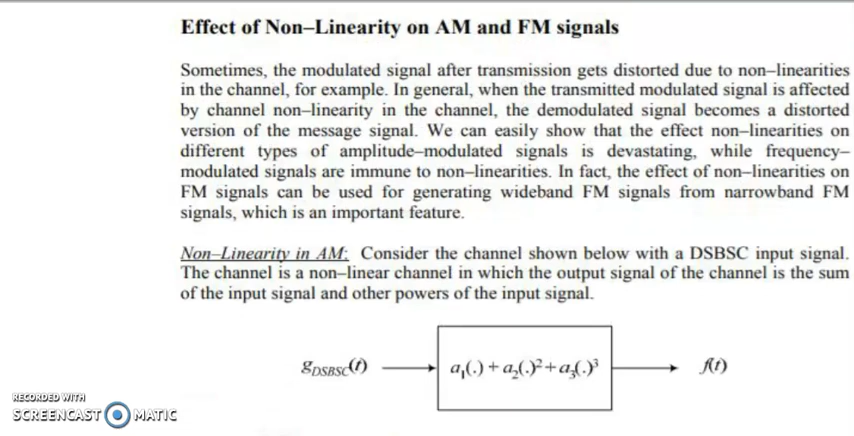 Effect of Non–Linearity on AM and FM signals
Sometimes, the modulated signal after transmission gets distorted due to non–linearities
in the channel, for example. In general, when the transmitted modulated signal is affected
by channel non–linearity in the channel, the demodulated signal becomes a distorted
version of the message signal. We can easily show that the effect non–linearities on
different types of amplitude–modulated signals is devastating, while frequency–
modulated signals are immune to non–linearities. In fact, the effect of non–linearities on
FM signals can be used for generating wideband FM signals from narrowband FM
signals, which is an important feature.
Non–Linearity in AM: Consider the channel shown below with a DSBSC input signal.
The channel is a non–linear channel in which the output signal of the channel is the sum
of the input signal and other powers of the input signal.
g_DSBSC(t) a₁(.) + a₂(.)² + a₃(.)³ f(t)
RECORDED WITH
SCREENCAST MATIC